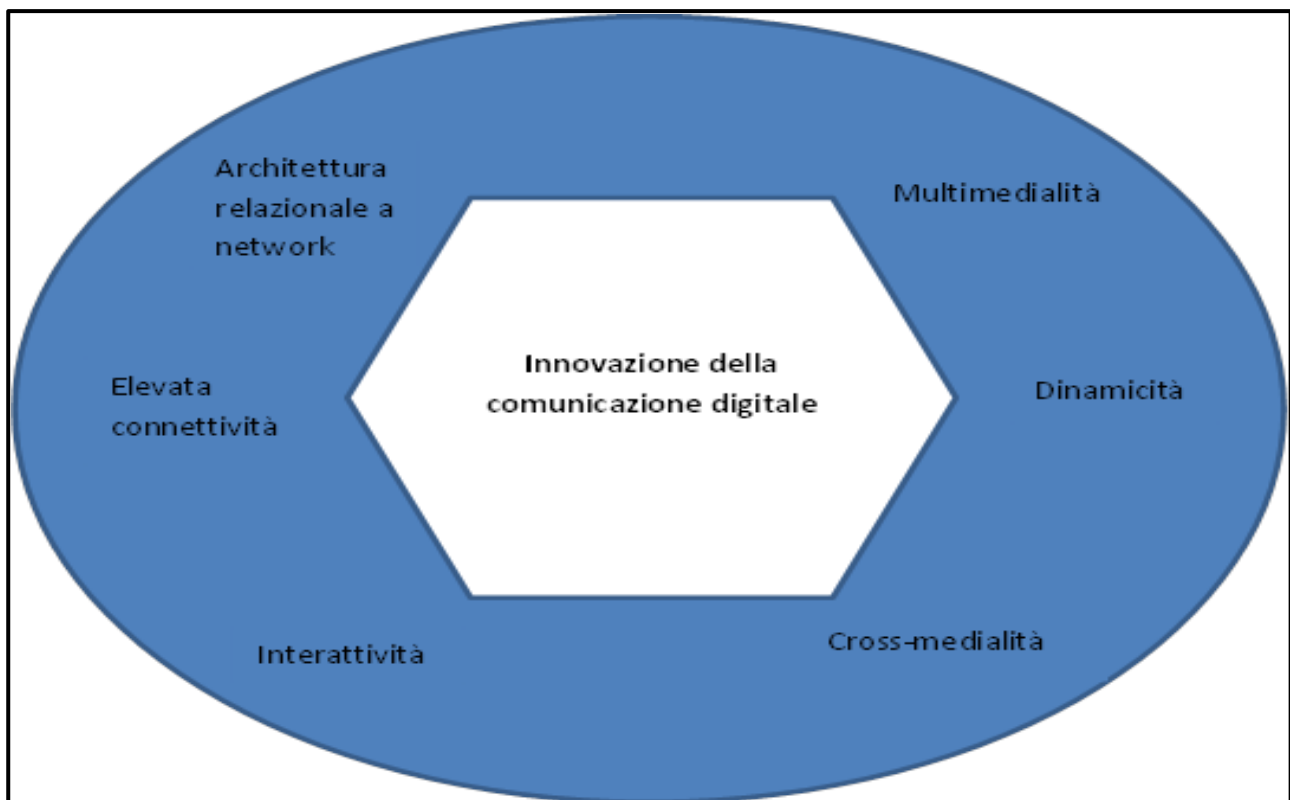 Architettura
relazionale a
network
Multimedialità
Elevata
connettività
Innovazione della
comunicazione digitale
Dinamicità
Interattività
Cross-medialità